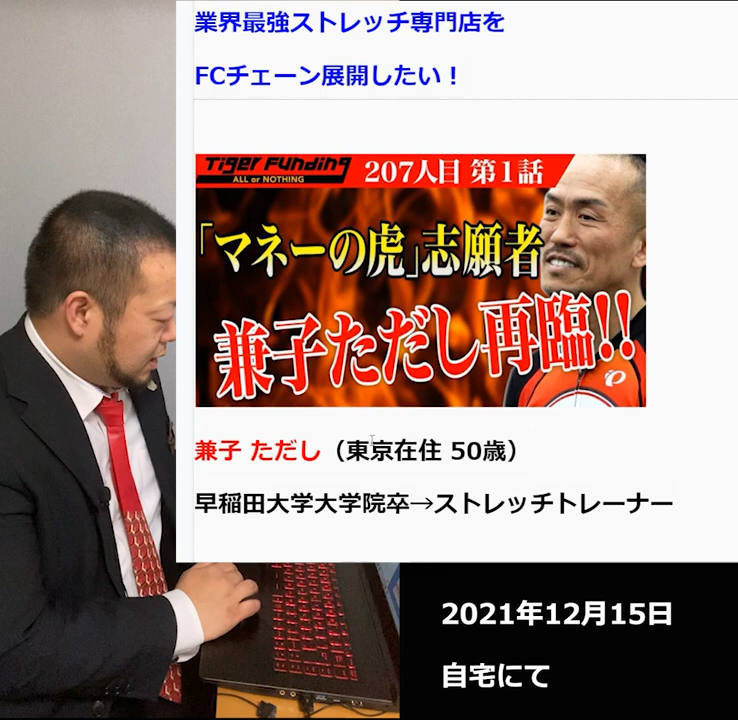 業界最強ストレッチ専門店を
FCチェーン展開したい！
Tiger Funding
ALL or NOTHING
207人目 第1話
「マネーの虎」志願者
兼子ただし再臨!!
兼子 ただし（東京在住 50歳）
早稲田大学大学院卒→ストレッチトレーナー
2021年12月15日
自宅にて